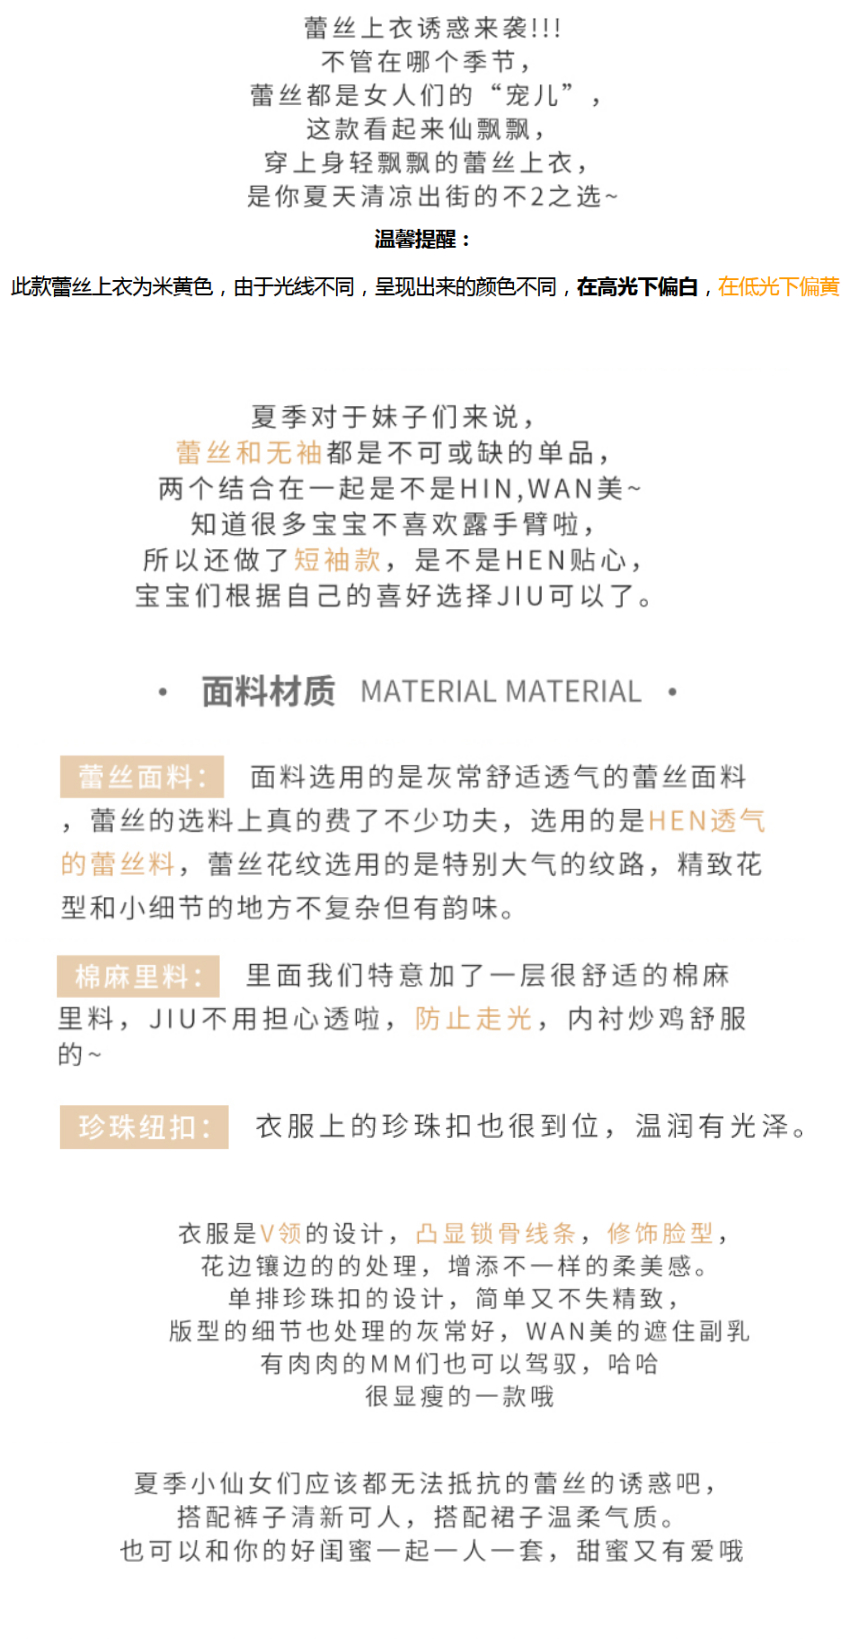 蕾丝上衣诱惑来袭!!!
不管在哪个季节，
蕾丝都是女人们的“宠儿”，
这款看起来仙飘飘，
穿上身轻飘飘的蕾丝上衣，
是你夏天清凉出街的不2之选~
温馨提醒：
此款蕾丝上衣为米黄色，由于光线不同，呈现出来的颜色不同，在高光下偏白，在低光下偏黄
夏季对于妹子们来说，
蕾丝和无袖都是不可或缺的单品，
两个结合在一起是不是HIN,WAN美~
知道很多宝宝不喜欢露手臂啦，
所以还做了短袖款，是不是HEN贴心，
宝宝们根据自己的喜好选择JIU可以了。
• 面料材质 MATERIAL MATERIAL •
蕾丝面料： 面料选用的是灰常舒适透气的蕾丝面料
，蕾丝的选料上真的费了不少功夫，选用的是HEN透气
的蕾丝料，蕾丝花纹选用的是特别大气的纹路，精致花
型和小细节的地方不复杂但有韵味。
棉麻里料： 里面我们特意加了一层很舒适的棉麻
里料，JIU不用担心透啦，防止走光，内衬炒鸡舒服
的~
珍珠纽扣： 衣服上的珍珠扣也很到位，温润有光泽。
衣服是V领的设计，凸显锁骨线条，修饰脸型，
花边镶边的的处理，增添不一样的柔美感。
单排珍珠扣的设计，简单又不失精致，
版型的细节也处理的灰常好，WAN美的遮住副乳
有肉肉的MM们也可以驾驭，哈哈
很显瘦的一款哦
夏季小仙女们应该都无法抵抗的蕾丝的诱惑吧，
搭配裤子清新可人，搭配裙子温柔气质。
也可以和你的好闺蜜一起一人一套，甜蜜又有爱哦